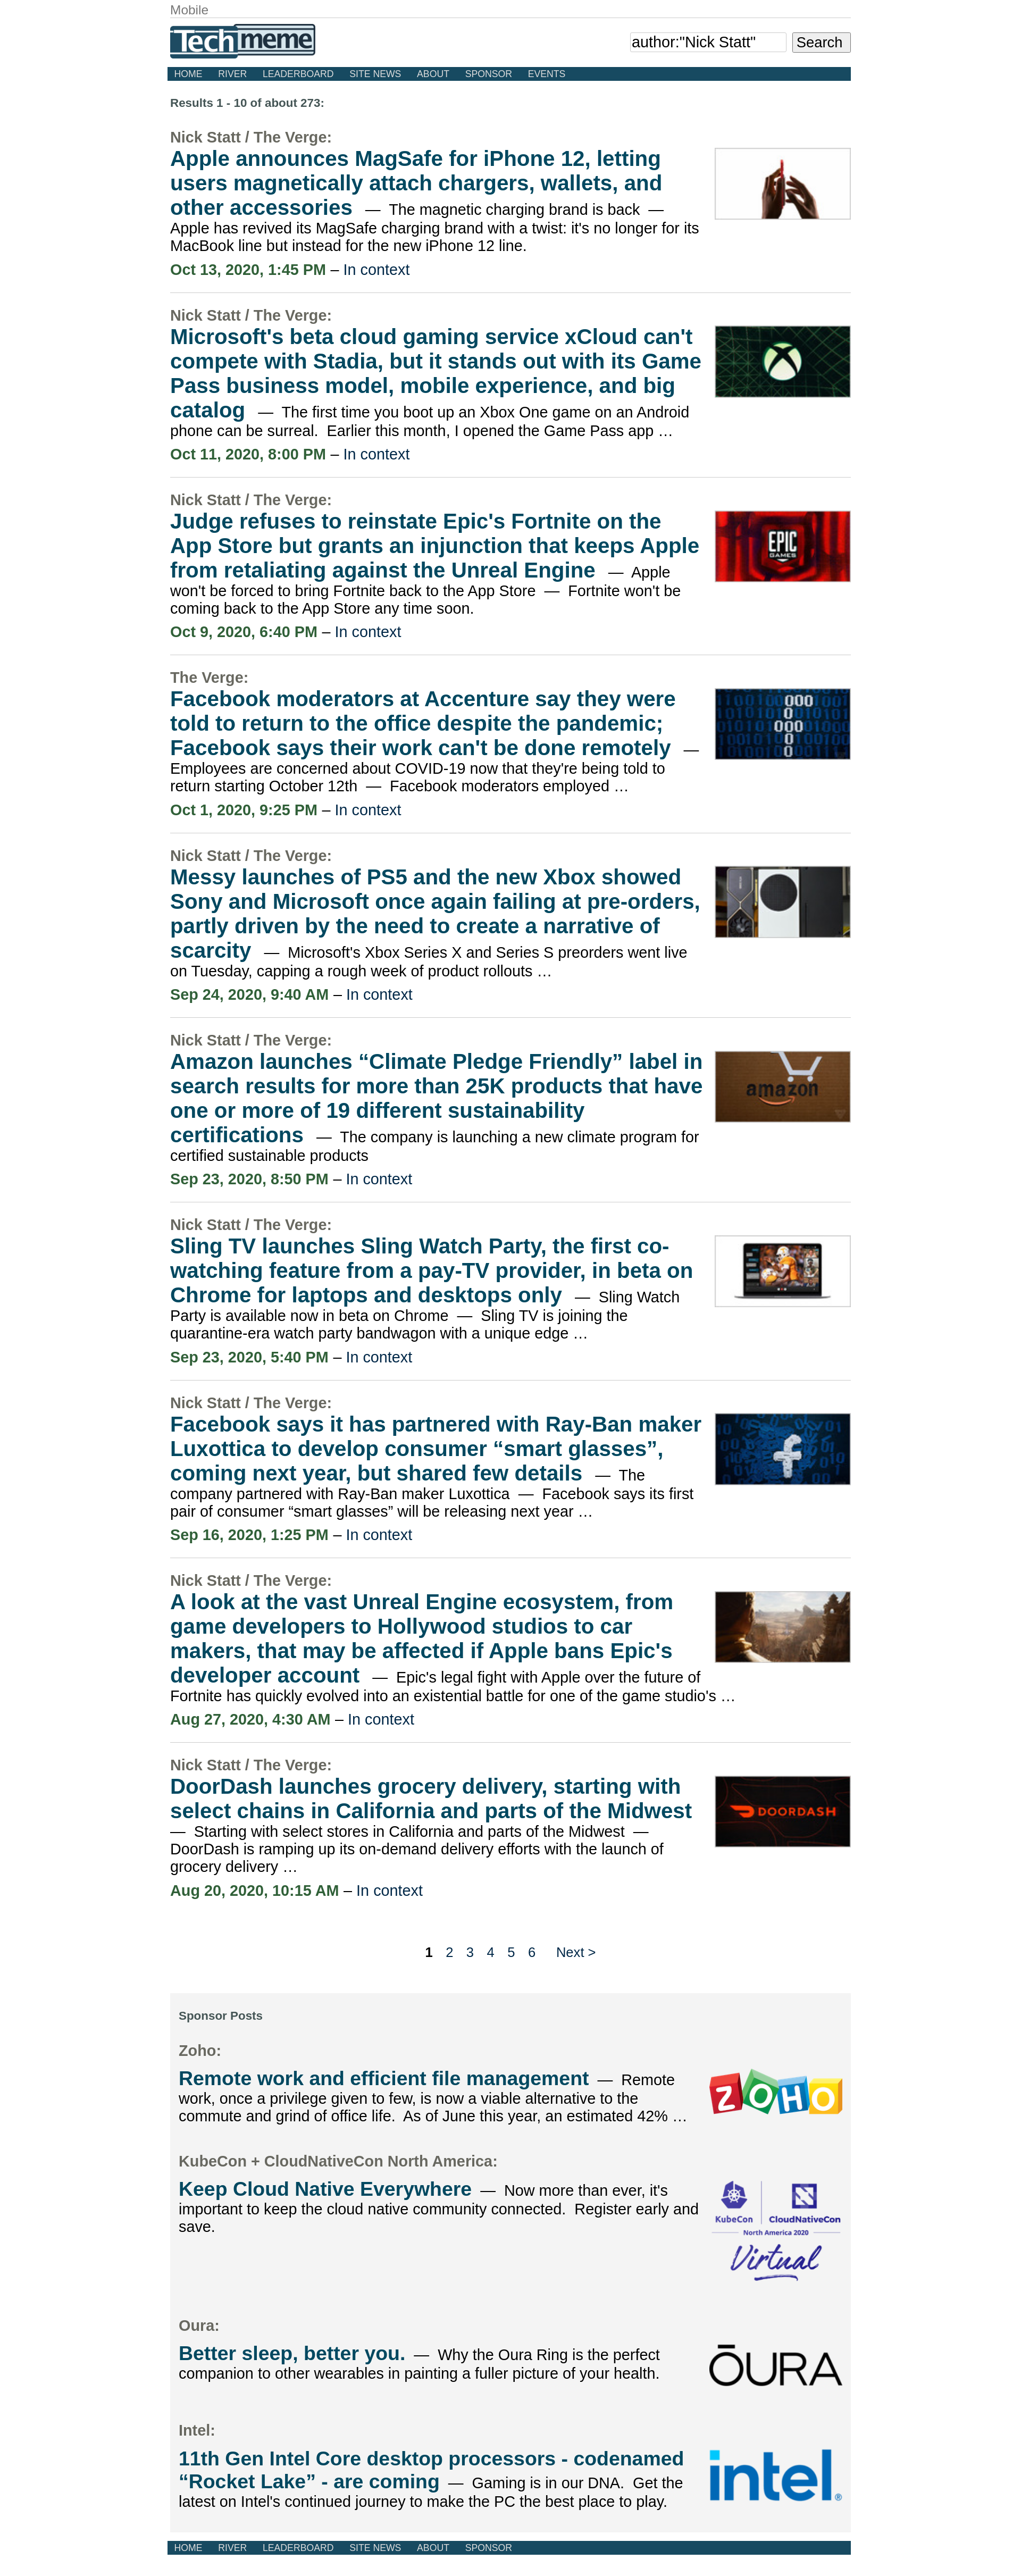 Mobile
Techmeme
author:"Nick Statt" Search
HOME RIVER LEADERBOARD SITE NEWS ABOUT SPONSOR EVENTS
Results 1 - 10 of about 273:
Nick Statt / The Verge:
Apple announces MagSafe for iPhone 12, letting
users magnetically attach chargers, wallets, and
other accessories — The magnetic charging brand is back —
Apple has revived its MagSafe charging brand with a twist: it's no longer for its
MacBook line but instead for the new iPhone 12 line.
Oct 13, 2020, 1:45 PM – In context
Nick Statt / The Verge:
Microsoft's beta cloud gaming service xCloud can't
compete with Stadia, but it stands out with its Game
Pass business model, mobile experience, and big
catalog — The first time you boot up an Xbox One game on an Android
phone can be surreal. Earlier this month, I opened the Game Pass app …
Oct 11, 2020, 8:00 PM – In context
Nick Statt / The Verge:
Judge refuses to reinstate Epic's Fortnite on the
App Store but grants an injunction that keeps Apple
from retaliating against the Unreal Engine — Apple
won't be forced to bring Fortnite back to the App Store — Fortnite won't be
coming back to the App Store any time soon.
EPIC
GAMES
Oct 9, 2020, 6:40 PM – In context
The Verge:
Facebook moderators at Accenture say they were
told to return to the office despite the pandemic;
Facebook says their work can't be done remotely —
Employees are concerned about COVID-19 now that they're being told to
return starting October 12th — Facebook moderators employed …
Oct 1, 2020, 9:25 PM – In context
Nick Statt / The Verge:
Messy launches of PS5 and the new Xbox showed
Sony and Microsoft once again failing at pre-orders,
partly driven by the need to create a narrative of
scarcity — Microsoft's Xbox Series X and Series S preorders went live
on Tuesday, capping a rough week of product rollouts …
Sep 24, 2020, 9:40 AM – In context
Nick Statt / The Verge:
Amazon launches “Climate Pledge Friendly” label in
search results for more than 25K products that have
one or more of 19 different sustainability
certifications — The company is launching a new climate program for
certified sustainable products
amazon
Sep 23, 2020, 8:50 PM – In context
Nick Statt / The Verge:
Sling TV launches Sling Watch Party, the first co-
watching feature from a pay-TV provider, in beta on
Chrome for laptops and desktops only — Sling Watch
Party is available now in beta on Chrome — Sling TV is joining the
quarantine-era watch party bandwagon with a unique edge …
Sep 23, 2020, 5:40 PM – In context
Nick Statt / The Verge:
Facebook says it has partnered with Ray-Ban maker
Luxottica to develop consumer “smart glasses”,
coming next year, but shared few details — The
company partnered with Ray-Ban maker Luxottica — Facebook says its first
pair of consumer “smart glasses” will be releasing next year …
Sep 16, 2020, 1:25 PM – In context
Nick Statt / The Verge:
A look at the vast Unreal Engine ecosystem, from
game developers to Hollywood studios to car
makers, that may be affected if Apple bans Epic's
developer account — Epic's legal fight with Apple over the future of
Fortnite has quickly evolved into an existential battle for one of the game studio's …
Aug 27, 2020, 4:30 AM – In context
Nick Statt / The Verge:
DoorDash launches grocery delivery, starting with
select chains in California and parts of the Midwest
— Starting with select stores in California and parts of the Midwest —
DoorDash is ramping up its on-demand delivery efforts with the launch of
grocery delivery …
DOORDASH
Aug 20, 2020, 10:15 AM – In context
1 2 3 4 5 6 Next >
Sponsor Posts
Zoho:
Remote work and efficient file management — Remote
work, once a privilege given to few, is now a viable alternative to the
commute and grind of office life. As of June this year, an estimated 42% …
ZOHO
KubeCon + CloudNativeCon North America:
Keep Cloud Native Everywhere — Now more than ever, it's
important to keep the cloud native community connected. Register early and
save.
KubeCon CloudNativeCon
North America 2020
Virtual
Oura:
Better sleep, better you. — Why the Oura Ring is the perfect
companion to other wearables in painting a fuller picture of your health.
ŌURA
Intel:
11th Gen Intel Core desktop processors - codenamed
“Rocket Lake” - are coming — Gaming is in our DNA. Get the
latest on Intel's continued journey to make the PC the best place to play.
intel®
HOME RIVER LEADERBOARD SITE NEWS ABOUT SPONSOR